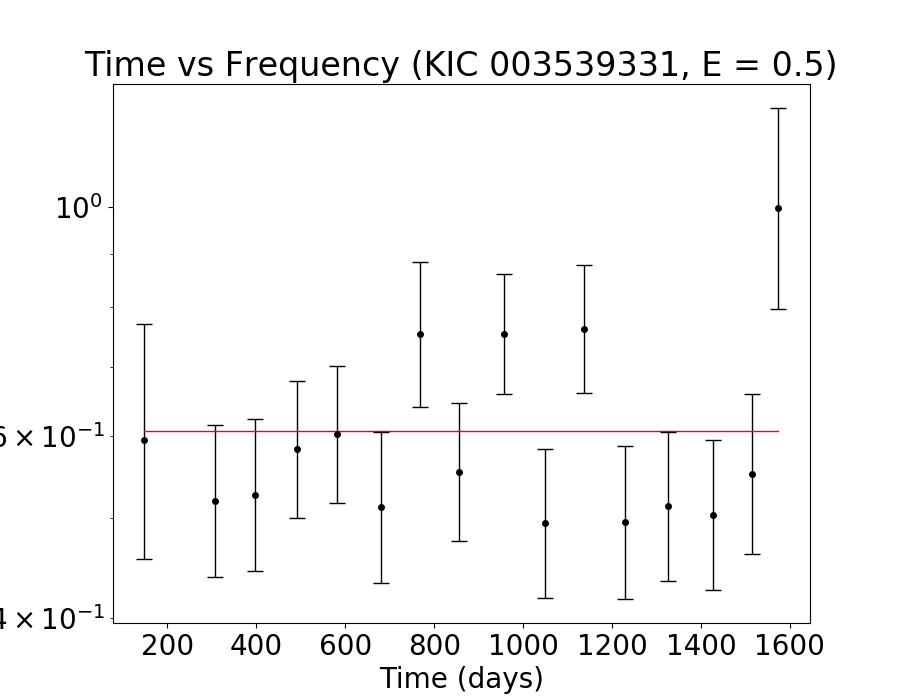 Time vs Frequency (KIC 003539331, E = 0.5)
10⁰
6 × 10⁻¹
4 × 10⁻¹
200 400 600 800 1000 1200 1400 1600
Time (days)